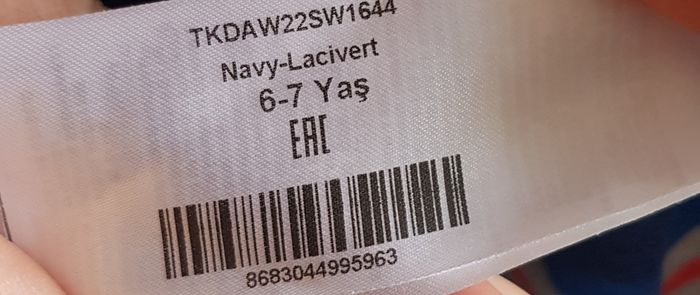 TKDAW22SW1644
Navy-Lacivert
6-7 Yaş
EAC
8683044995963